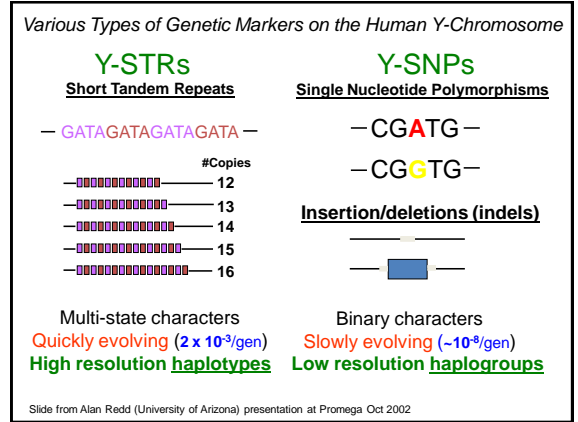 Various Types of Genetic Markers on the Human Y-Chromosome
Y-STRs
Short Tandem Repeats
— GATAGATAGATAGATA —
#Copies
12
13
14
15
16
Multi-state characters
Quickly evolving (2 x 10⁻³/gen)
High resolution haplotypes
Y-SNPs
Single Nucleotide Polymorphisms
—CGATG—
—CGGTG—
Insertion/deletions (indels)
Binary characters
Slowly evolving (~10⁻⁸/gen)
Low resolution haplogroups
Slide from Alan Redd (University of Arizona) presentation at Promega Oct 2002